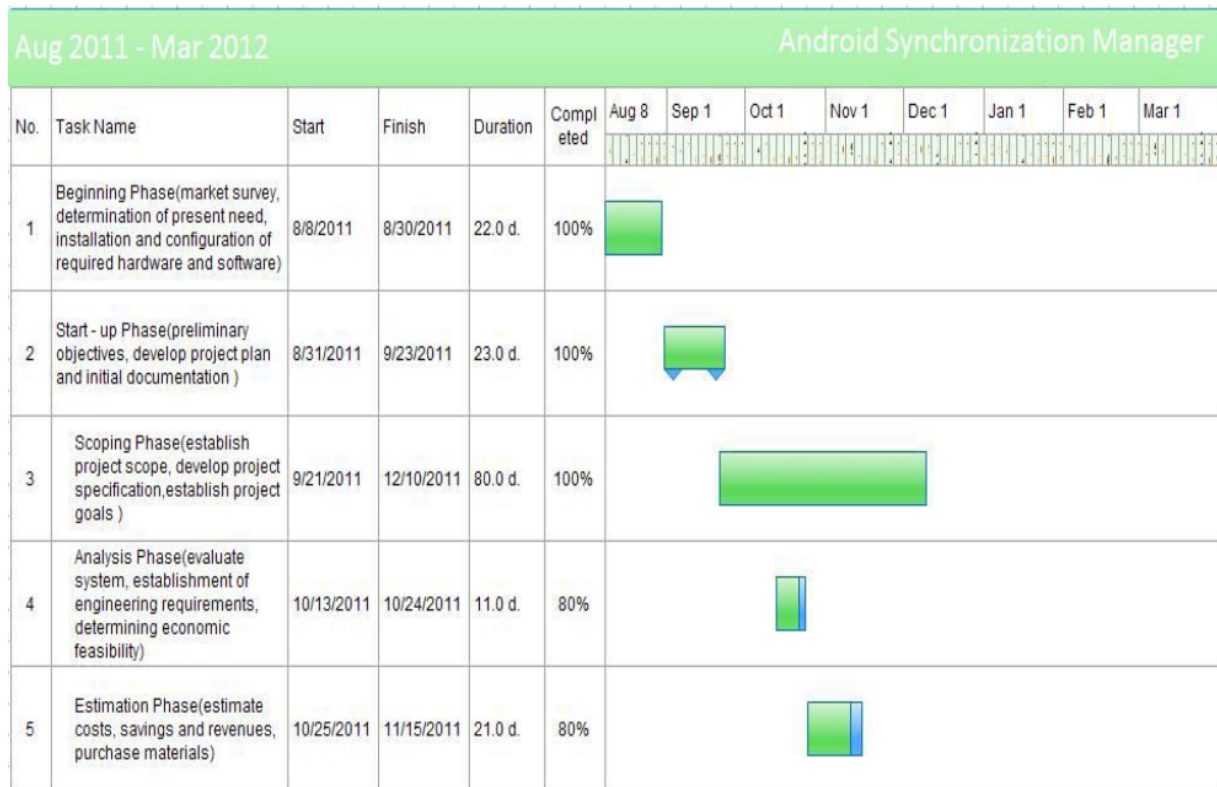 Aug 2011 - Mar 2012
Android Synchronization Manager
No.
Task Name
Start
Finish
Duration
Compl
eted
Aug 8
Sep 1
Oct 1
Nov 1
Dec 1
Jan 1
Feb 1
Mar 1
1
Beginning Phase(market survey,
determination of present need,
installation and configuration of
required hardware and software)
8/8/2011
8/30/2011
22.0 d.
100%
2
Start - up Phase(preliminary
objectives, develop project plan
and initial documentation )
8/31/2011
9/23/2011
23.0 d.
100%
3
Scoping Phase(establish
project scope, develop project
specification,establish project
goals )
9/21/2011
12/10/2011
80.0 d.
100%
4
Analysis Phase(evaluate
system, establishment of
engineering requirements,
determining economic
feasibility)
10/13/2011
10/24/2011
11.0 d.
80%
5
Estimation Phase(estimate
costs, savings and revenues,
purchase materials)
10/25/2011
11/15/2011
21.0 d.
80%